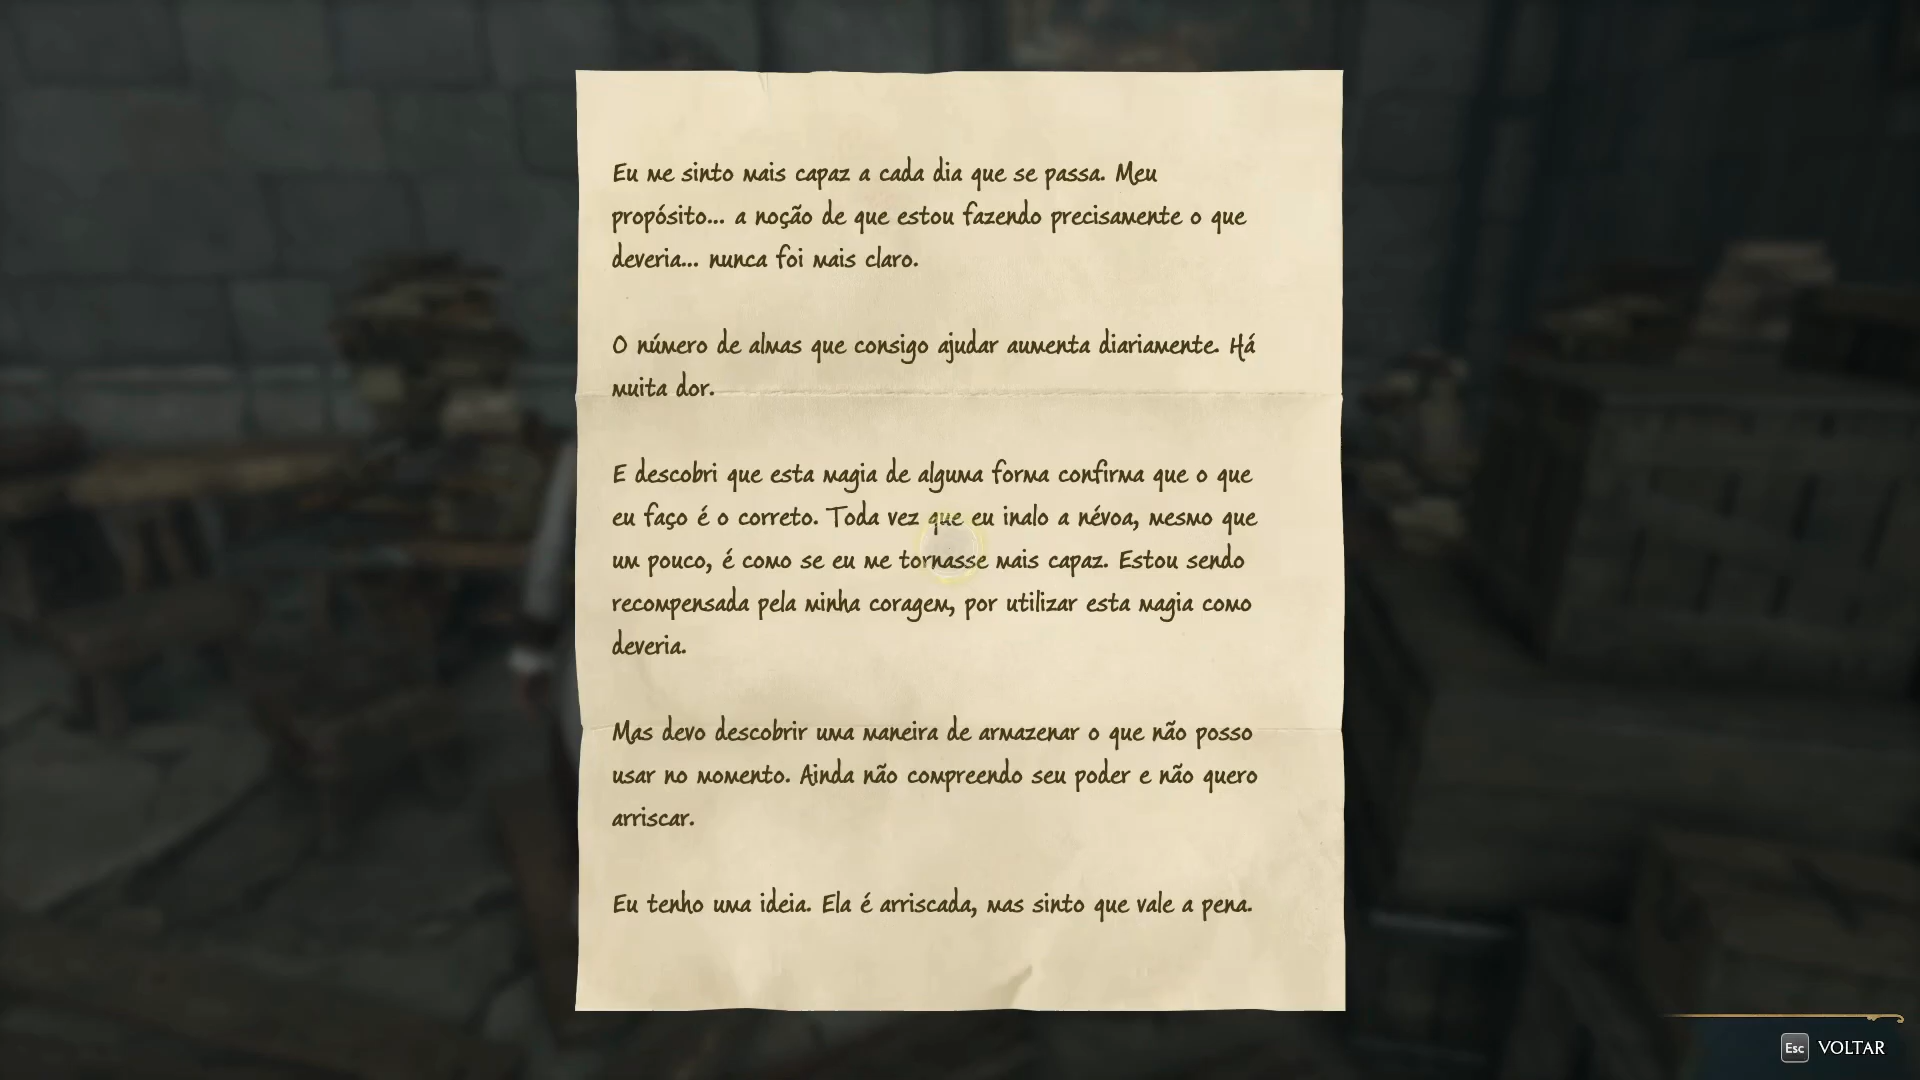 Eu me sinto mais capaz a cada dia que se passa. Meu
propósito... a noção de que estou fazendo precisamente o que
deveria... nunca foi mais claro.
O número de almas que consigo ajudar aumenta diariamente. Há
muita dor.
E descobri que esta magia de alguma forma confirma que o que
eu faço é o correto. Toda vez que eu inalo a névoa, mesmo que
um pouco, é como se eu me tornasse mais capaz. Estou sendo
recompensada pela minha coragem, por utilizar esta magia como
deveria.
Mas devo descobrir uma maneira de armazenar o que não posso
usar no momento. Ainda não compreendo seu poder e não quero
arriscar.
Eu tenho uma ideia. Ela é arriscada, mas sinto que vale a pena.
Esc VOLTAR